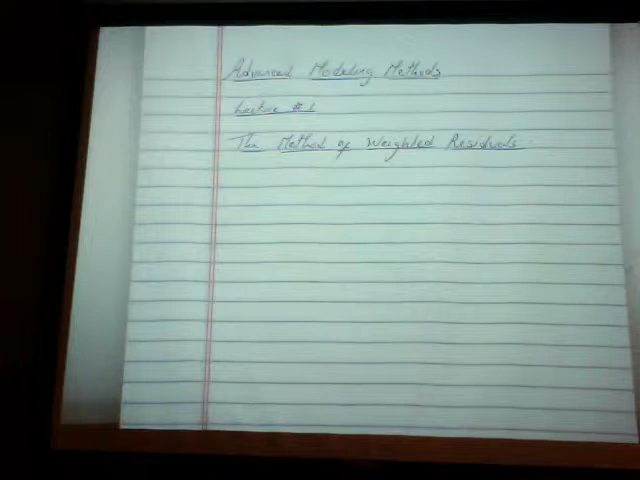 Advanced Modeling Methods
Lecture #1
The Method of Weighted Residuals